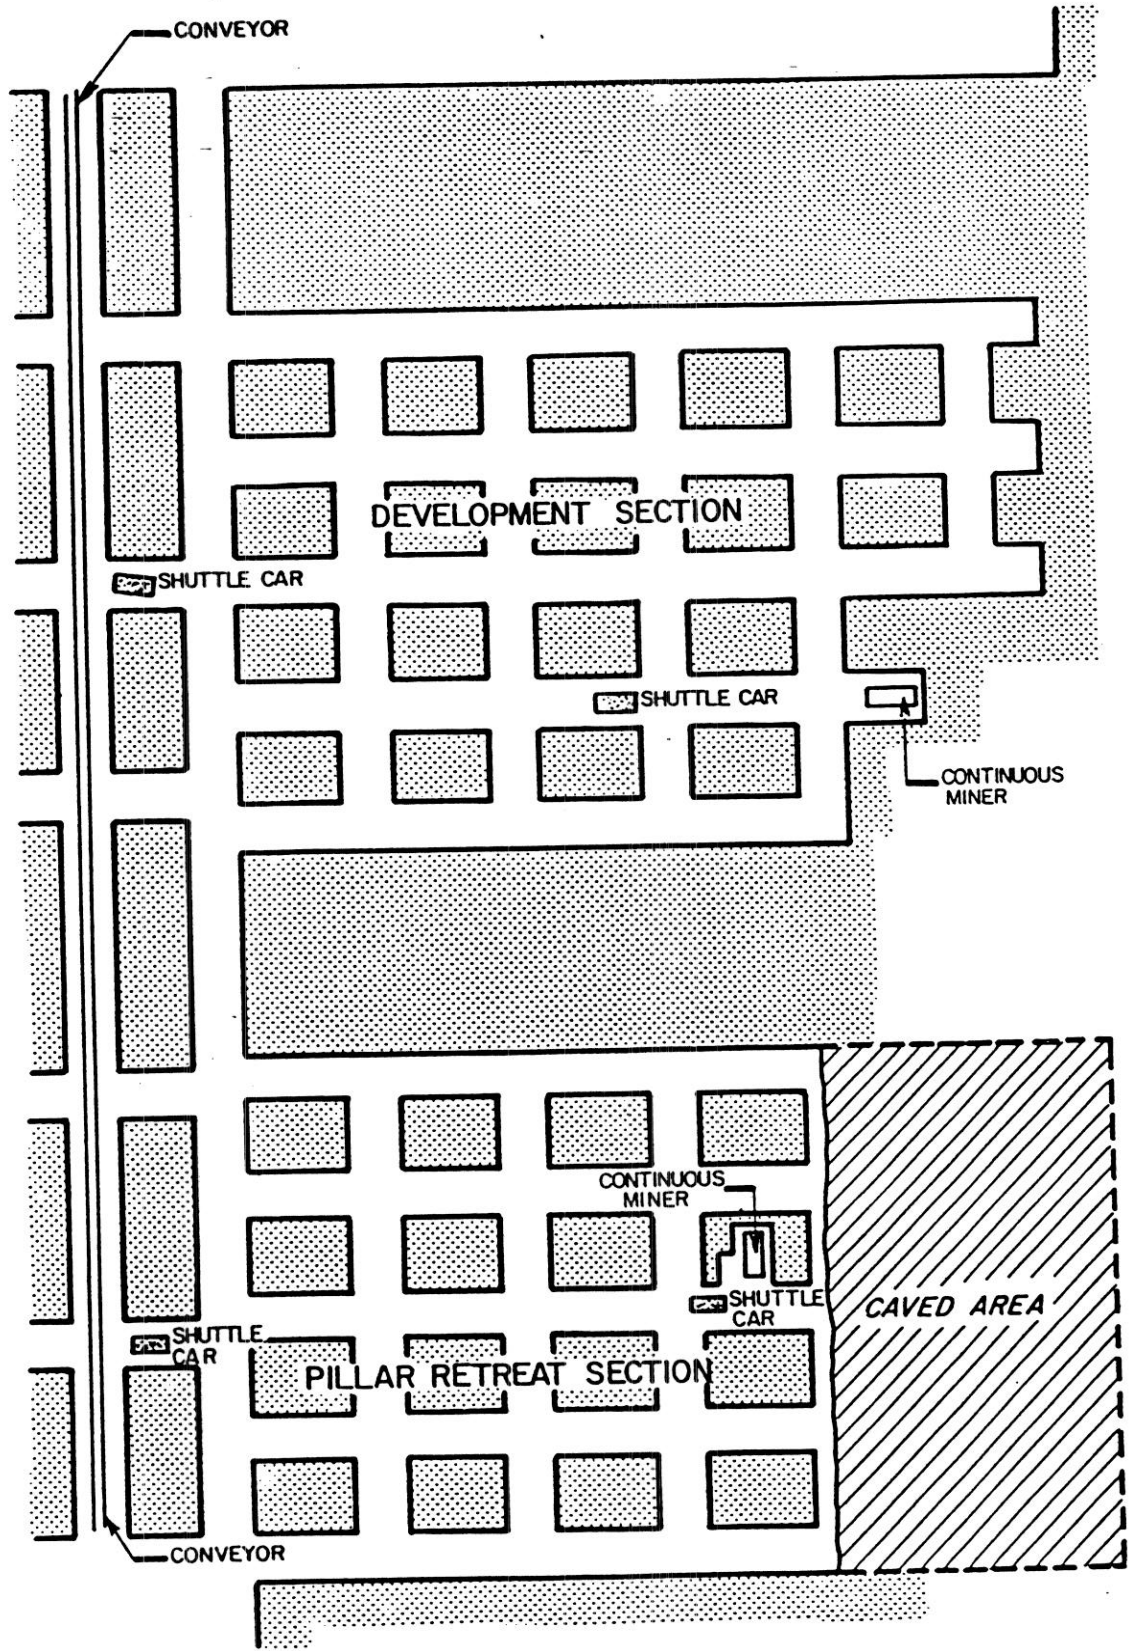 CONVEYOR
DEVELOPMENT SECTION
SHUTTLE CAR
SHUTTLE CAR
CONTINUOUS
MINER
CONTINUOUS
MINER
SHUTTLE
CAR
CAVED AREA
SHUTTLE
CAR
PILLAR RETREAT SECTION
CONVEYOR